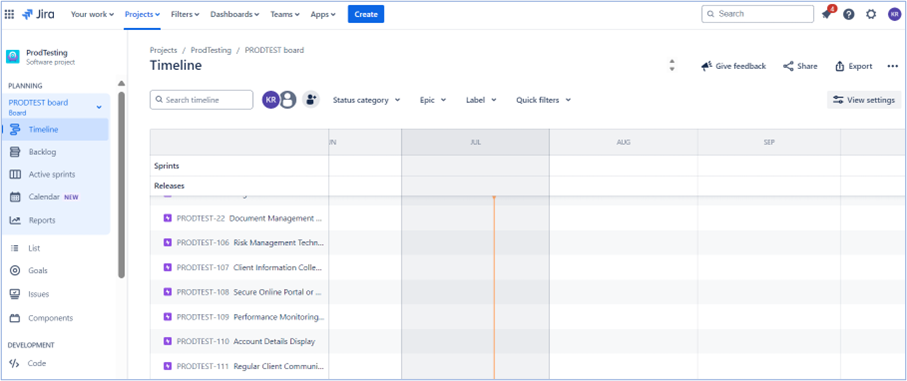 Jira Your work Projects Filters Dashboards Teams Apps Create Search 4 KR
ProdTesting
Software project
PLANNING
PRODTEST board
Board
Timeline
Backlog
Active sprints
Calendar NEW
Reports
List
Goals
Issues
Components
DEVELOPMENT
Code
Projects / ProdTesting / PRODTEST board
Timeline
Give feedback Share Export
Search timeline KR Status category Epic Label Quick filters View settings
JUL AUG SEP
Sprints
Releases
PRODTEST-22 Document Management ...
PRODTEST-106 Risk Management Techn...
PRODTEST-107 Client Information Colle...
PRODTEST-108 Secure Online Portal or ...
PRODTEST-109 Performance Monitoring...
PRODTEST-110 Account Details Display
PRODTEST-111 Regular Client Communi...